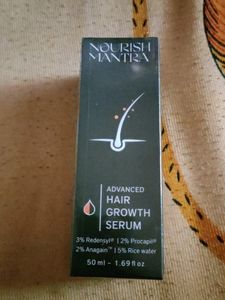 NOURISH
MANTRA
ADVANCED
HAIR
GROWTH
SERUM
3% Redensyl® | 2% Procapil®
2% Anagain™ | 5% Rice water
50 ml - 1.69 fl oz